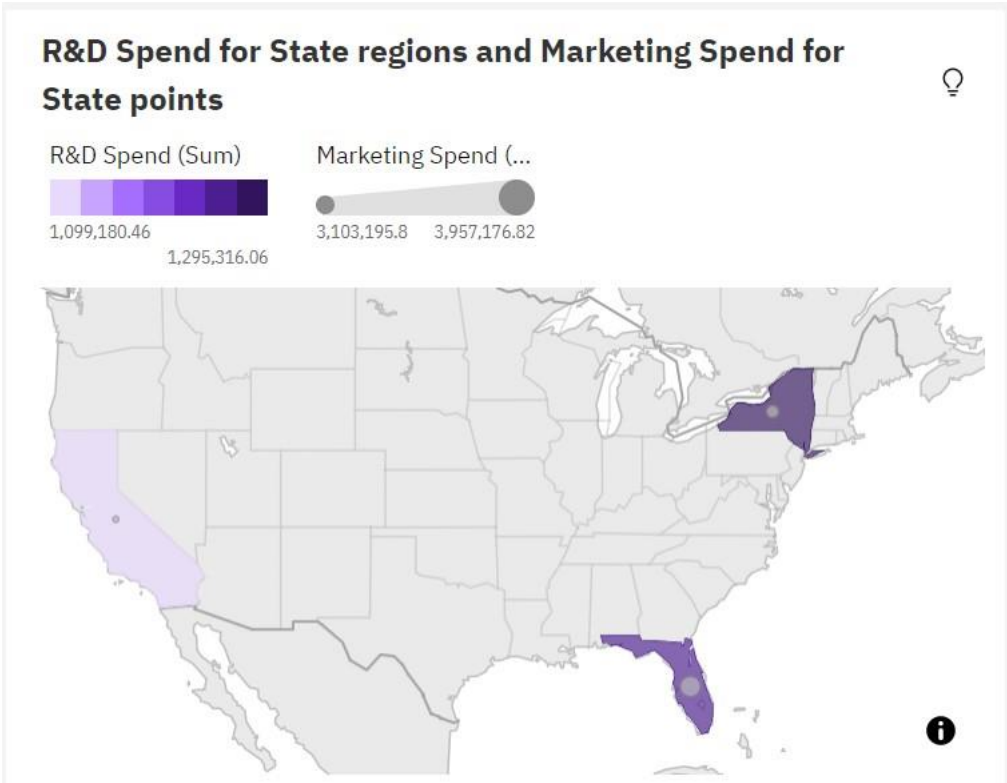 R&D Spend for State regions and Marketing Spend for
State points
R&D Spend (Sum)
1,099,180.46
1,295,316.06
Marketing Spend (...
3,103,195.8 3,957,176.82